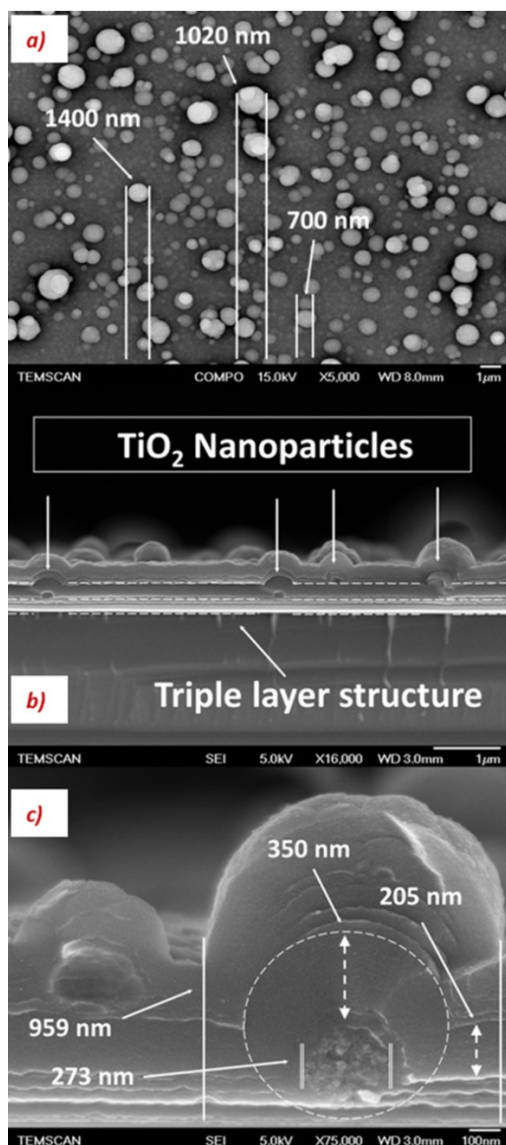 a)
1020 nm
1400 nm
700 nm
TEMSCAN COMPO 15.0kV X5,000 WD 8.0mm 1μm
TiO2 Nanoparticles
b)
Triple layer structure
TEMSCAN SEI 5.0kV X16,000 WD 3.0mm 1μm
c)
350 nm
205 nm
959 nm
273 nm
TEMSCAN SEI 5.0kV X75,000 WD 3.0mm 100nm